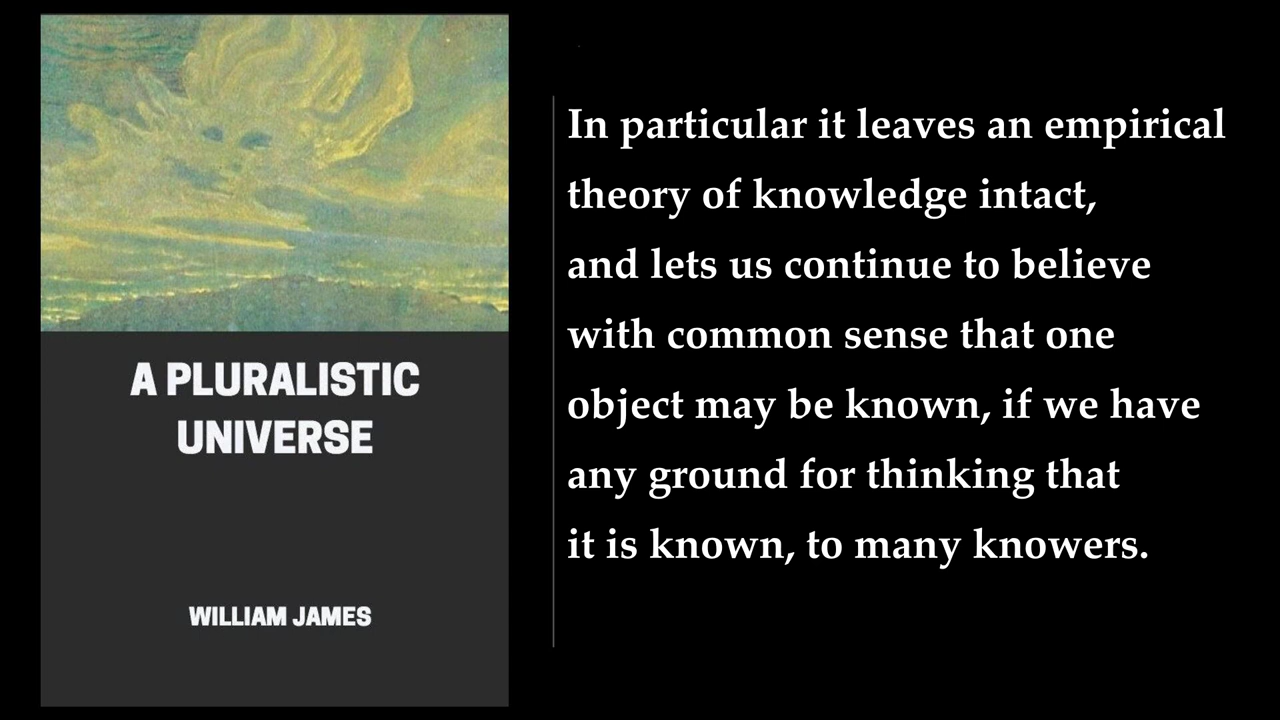 A PLURALISTIC
UNIVERSE
WILLIAM JAMES
In particular it leaves an empirical
theory of knowledge intact,
and lets us continue to believe
with common sense that one
object may be known, if we have
any ground for thinking that
it is known, to many knowers.